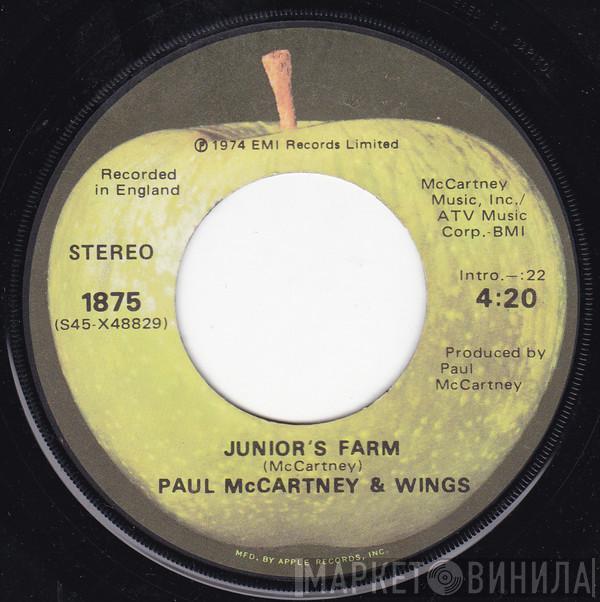 ℗ 1974 EMI Records Limited
Recorded
in England
McCartney
Music, Inc./
ATV Music
Corp.-BMI
STEREO
Intro.—:22
1875
4:20
(S45-X48829)
Produced by
Paul
McCartney
JUNIOR'S FARM
(McCartney)
PAUL McCARTNEY & WINGS
MFD. BY APPLE RECORDS, INC.
МАРКЕТ ВИНИЛА